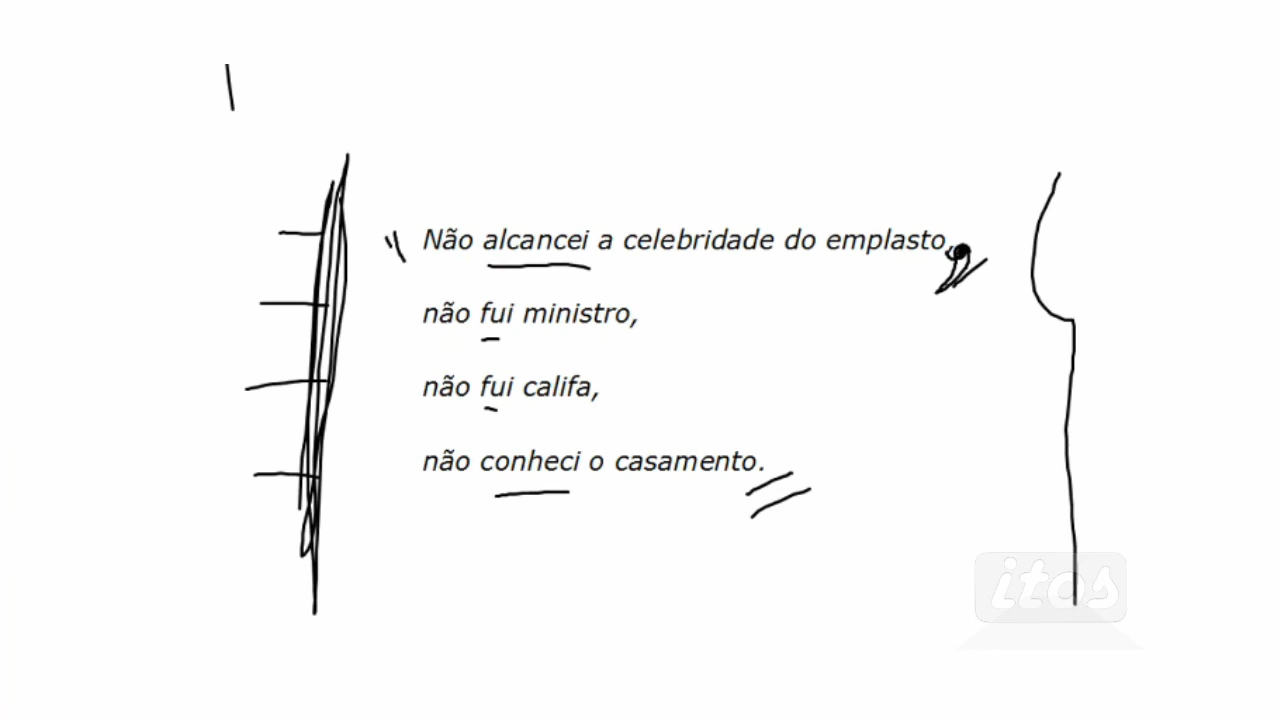 Não alcancei a celebridade do emplasto,
não fui ministro,
não fui califa,
não conheci o casamento.
itos